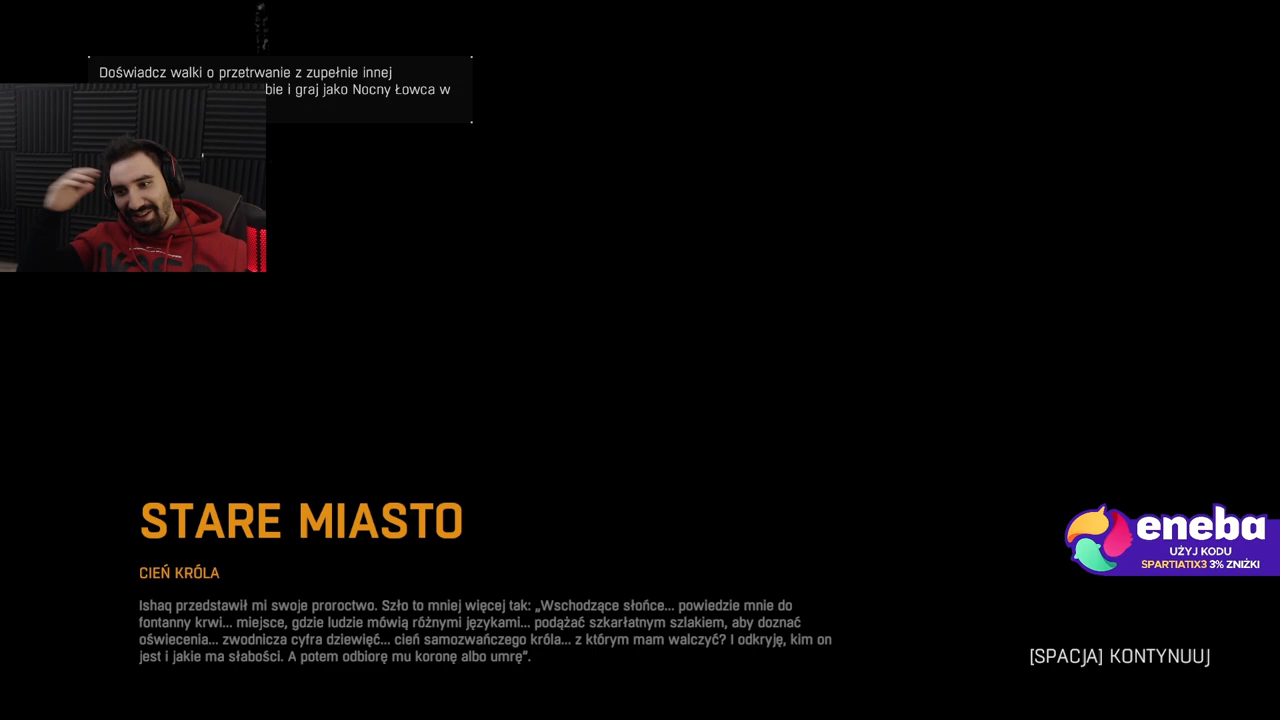 Doświadcz walki o przetrwanie z zupełnie innej
bie i graj jako Nocny Łowca w
STARE MIASTO
CIEŃ KRÓLA
Ishaq przedstawił mi swoje proroctwo. Szło to mniej więcej tak: „Wschodzące słońce... powiedzie mnie do
fontanny krwi... miejsce, gdzie ludzie mówią różnymi językami... podążać szkarłatnym szlakiem, aby doznać
oświecenia... zwodnicza cyfra dziewięć... cień samozwańczego króla... z którym mam walczyć? I odkryję, kim on
jest i jakie ma słabości. A potem odbiorę mu koronę albo umrę”.
eneba
UŻYJ KODU
SPARTIATIX3 3% ZNIŻKI
[SPACJA] KONTYNUUJ